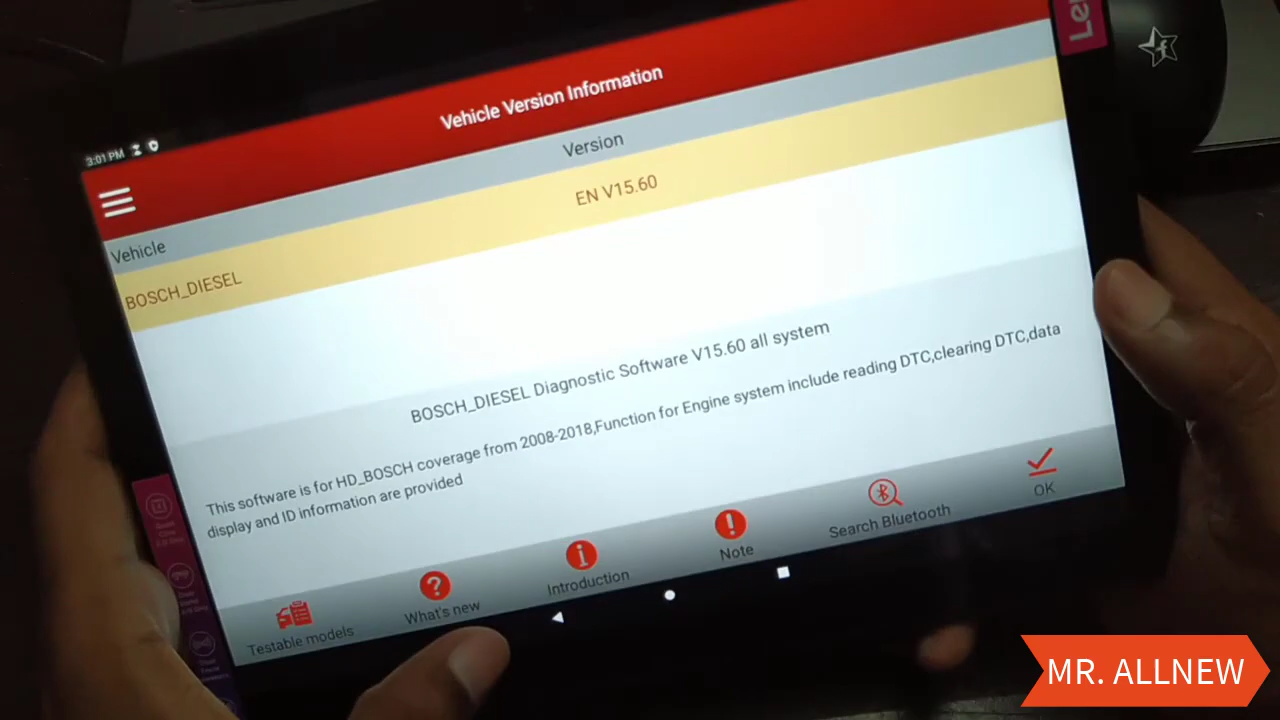 3:01 PM
Vehicle Version Information
Vehicle
Version
BOSCH_DIESEL
EN V15.60
BOSCH_DIESEL Diagnostic Software V15.60 all system
This software is for HD_BOSCH coverage from 2008-2018,Function for Engine system include reading DTC,clearing DTC,data
display and ID information are provided
Testable models
What's new
Introduction
Note
Search Bluetooth
OK
Le
MR. ALLNEW